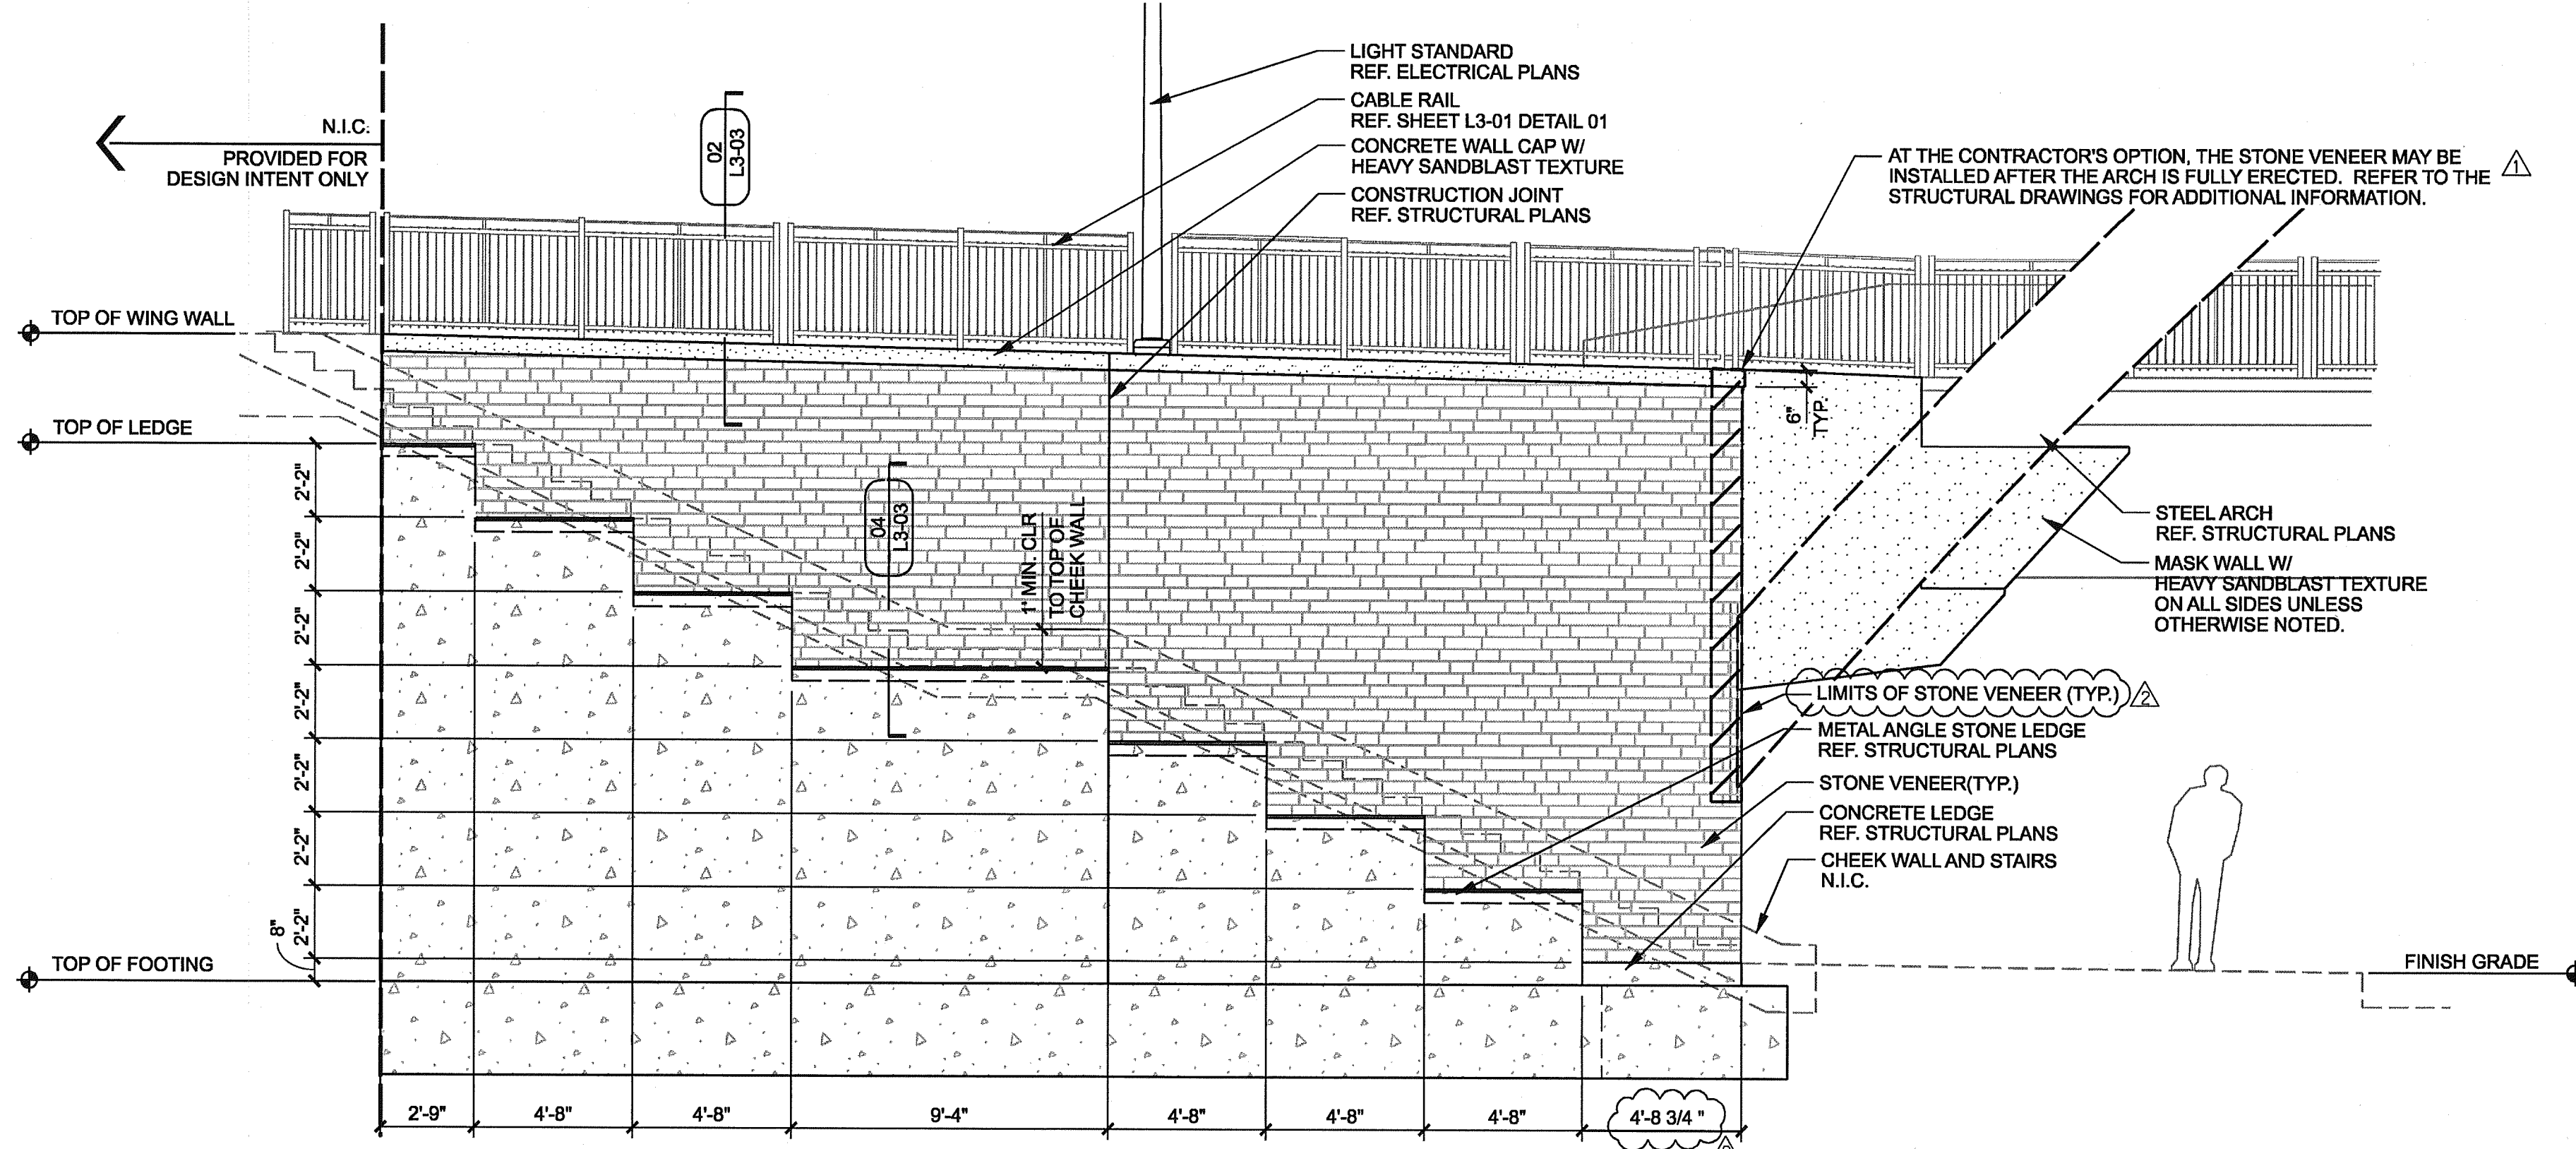 LIGHT STANDARD
REF. ELECTRICAL PLANS
CABLE RAIL
REF. SHEET L3-01 DETAIL 01
CONCRETE WALL CAP W/
HEAVY SANDBLAST TEXTURE
CONSTRUCTION JOINT
REF. STRUCTURAL PLANS
N.I.C.
PROVIDED FOR
DESIGN INTENT ONLY
02
L3-03
AT THE CONTRACTOR'S OPTION, THE STONE VENEER MAY BE
INSTALLED AFTER THE ARCH IS FULLY ERECTED. REFER TO THE
STRUCTURAL DRAWINGS FOR ADDITIONAL INFORMATION.
1
TOP OF WING WALL
TOP OF LEDGE
6"
TYP.
04
L3-03
1" MIN. CLR
TO TOP OF
CHEEK WALL
STEEL ARCH
REF. STRUCTURAL PLANS
MASK WALL W/
HEAVY SANDBLAST TEXTURE
ON ALL SIDES UNLESS
OTHERWISE NOTED.
LIMITS OF STONE VENEER (TYP.)
2
METAL ANGLE STONE LEDGE
REF. STRUCTURAL PLANS
STONE VENEER(TYP.)
CONCRETE LEDGE
REF. STRUCTURAL PLANS
CHEEK WALL AND STAIRS
N.I.C.
2'-2"
2'-2"
2'-2"
2'-2"
2'-2"
2'-2"
2'-2"
8"
TOP OF FOOTING
FINISH GRADE
2'-9"
4'-8"
4'-8"
9'-4"
4'-8"
4'-8"
4'-8"
4'-8 3/4 "